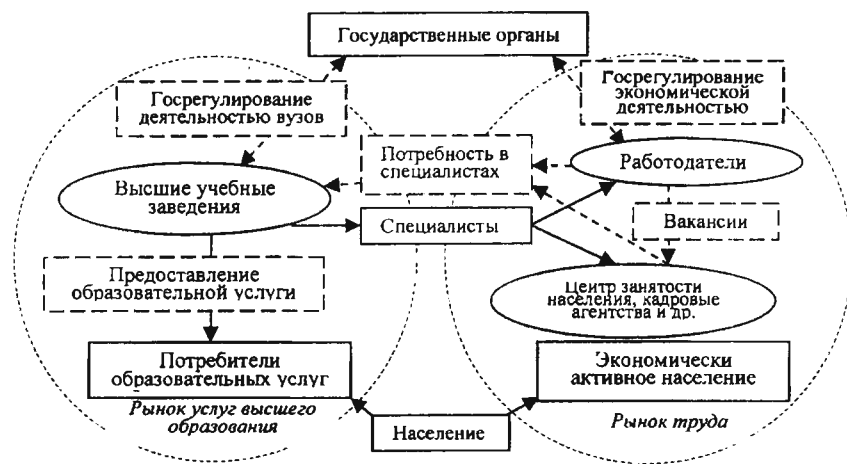 Государственные органы
Госрегулирование
деятельностью вузов
Госрегулирование
экономической
деятельностью
Потребность в
специалистах
Работодатели
Высшие учебные
заведения
Специалисты
Вакансии
Предоставление
образовательной услуги
Центр занятости
населения, кадровые
агентства и др.
Потребители
образовательных услуг
Экономически
активное население
Рынок услуг высшего
образования
Население
Рынок труда